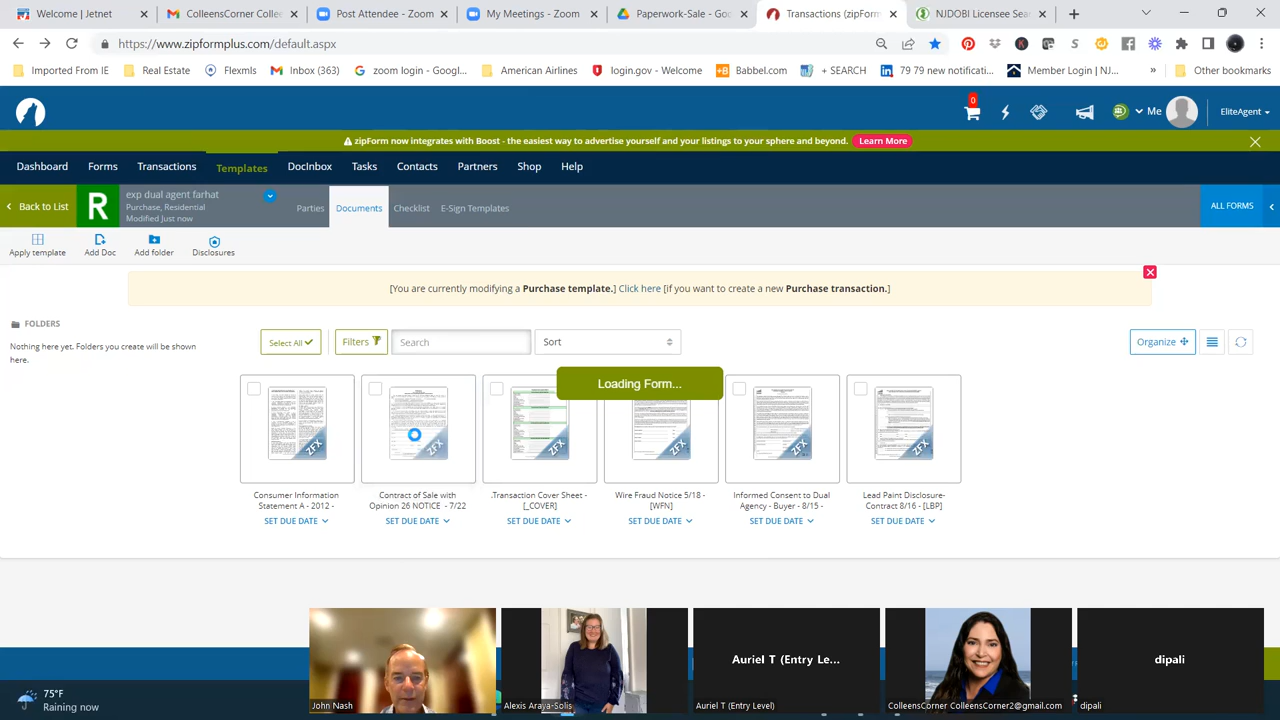 Welcome | Jetnet
ColleensCorner Collee
Post Attendee - Zoom
My Meetings - Zoom
Paperwork-Sale - Goo
Transactions (zipForm
NJDOBI Licensee Sea
https://www.zipformplus.com/default.aspx
Imported From IE
Real Estate
Flexmls
Inbox (363)
zoom login - Googl...
American Airlines
login.gov - Welcome
Babbel.com
+ SEARCH
79 79 new notificati...
Member Login | NJ...
»
Other bookmarks
0
Me
EliteAgent
zipForm now integrates with Boost - the easiest way to advertise yourself and your listings to your sphere and beyond.
Learn More
Dashboard
Forms
Transactions
Templates
DocInbox
Tasks
Contacts
Partners
Shop
Help
Back to List
R
exp dual agent farhat
Purchase, Residential
Modified Just now
Parties
Documents
Checklist
E-Sign Templates
ALL FORMS
Apply template
Add Doc
Add folder
Disclosures
[You are currently modifying a Purchase template.] Click here [if you want to create a new Purchase transaction.]
FOLDERS
Nothing here yet. Folders you create will be shown
here.
Select All
Filters
Search
Sort
Organize
Loading Form...
ZFX
ZFX
ZFX
ZFX
ZFX
ZFX
Consumer Information
Statement A - 2012 -
SET DUE DATE
Contract of Sale with
Opinion 26 NOTICE - 7/22
SET DUE DATE
.Transaction Cover Sheet -
[_COVER]
SET DUE DATE
Wire Fraud Notice 5/18 -
[WFN]
SET DUE DATE
Informed Consent to Dual
Agency - Buyer - 8/15 -
SET DUE DATE
Lead Paint Disclosure-
Contract 8/16 - [LBP]
SET DUE DATE
75°F
Raining now
John Nash
Alexis Araya-Solis
Auriel T (Entry Le...
Auriel T (Entry Level)
ColleensCorner ColleensCorner2@gmail.com
dipali
dipali